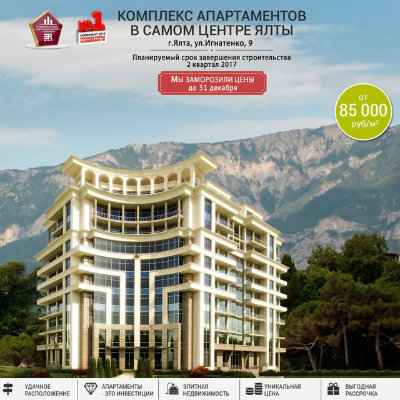 №1
КОМПЛЕКС АПАРТАМЕНТОВ
В САМОМ ЦЕНТРЕ ЯЛТЫ
г.Ялта, ул.Игнатенко, 9
Планируемый срок завершения строительства
2 квартал 2017
Мы заморозили цены
до 31 декабря
от
85 000
руб/м²
УДАЧНОЕ
РАСПОЛОЖЕНИЕ
АПАРТАМЕНТЫ
- ЭТО ИНВЕСТИЦИИ
ЭЛИТНАЯ
НЕДВИЖИМОСТЬ
УНИКАЛЬНАЯ
ЦЕНА
ВЫГОДНАЯ
РАССРОЧКА